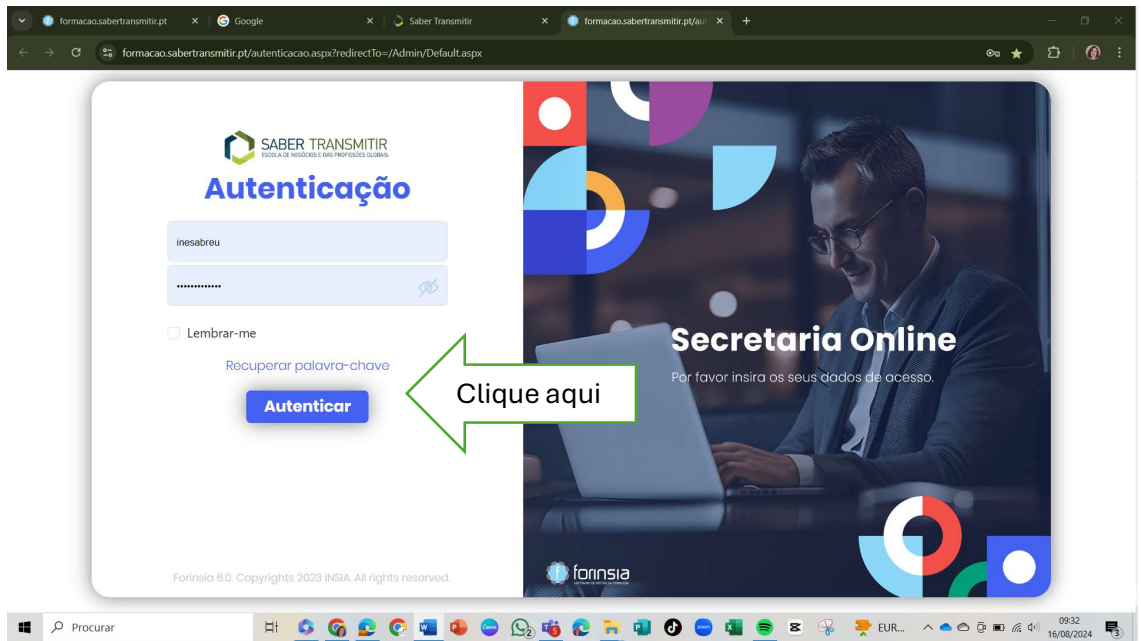 formacao.sabertransmitir.pt
Google
Saber Transmitir
formacao.sabertransmitir.pt/aut
formacao.sabertransmitir.pt/autenticacao.aspx?redirectTo=/Admin/Default.aspx
SABER TRANSMITIR
ESCOLA DE NEGÓCIOS E DAS PROFISSÕES GLOBAIS
Autenticação
inesabreu
Lembrar-me
Recuperar palavra-chave
Autenticar
Clique aqui
Secretaria Online
Por favor insira os seus dados de acesso.
Forinsia 6.0. Copyrights 2023 INSIA. All rights reserved.
forinsia
Procurar
EUR...
09:32
16/08/2024